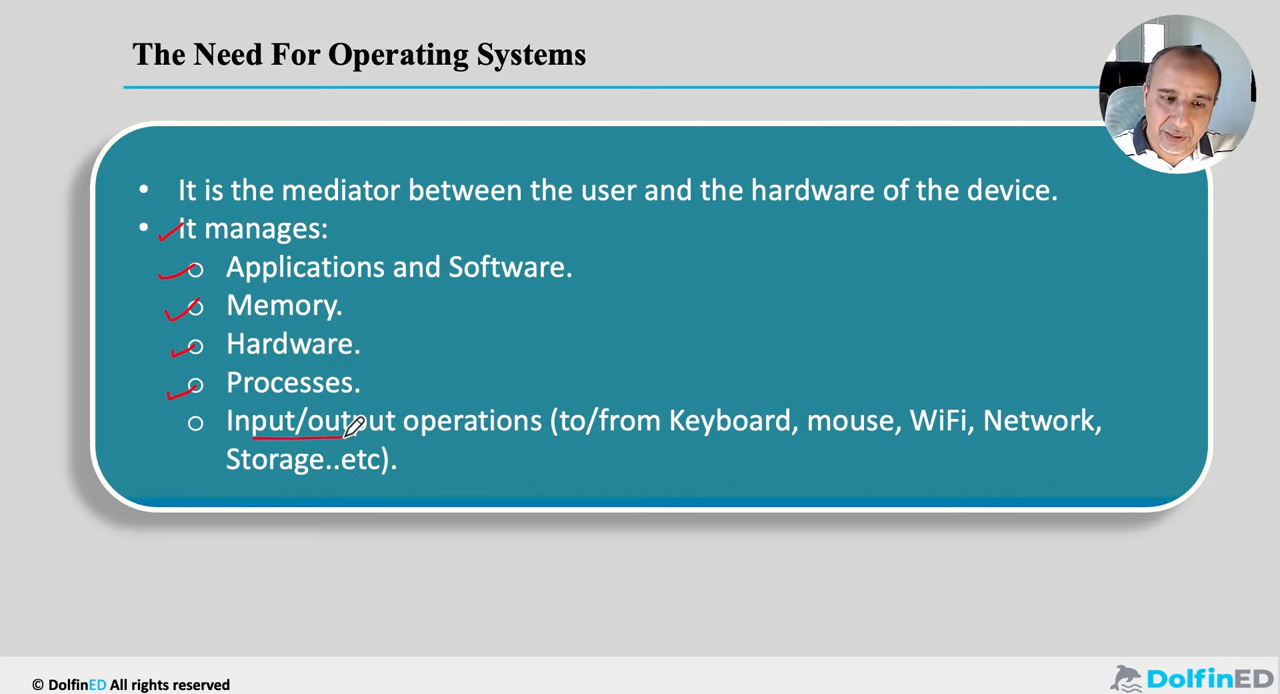 The Need For Operating Systems
• It is the mediator between the user and the hardware of the device.
• It manages:
o Applications and Software.
o Memory.
o Hardware.
o Processes.
o Input/output operations (to/from Keyboard, mouse, WiFi, Network,
Storage..etc).
© DolfinED All rights reserved
DolfinED